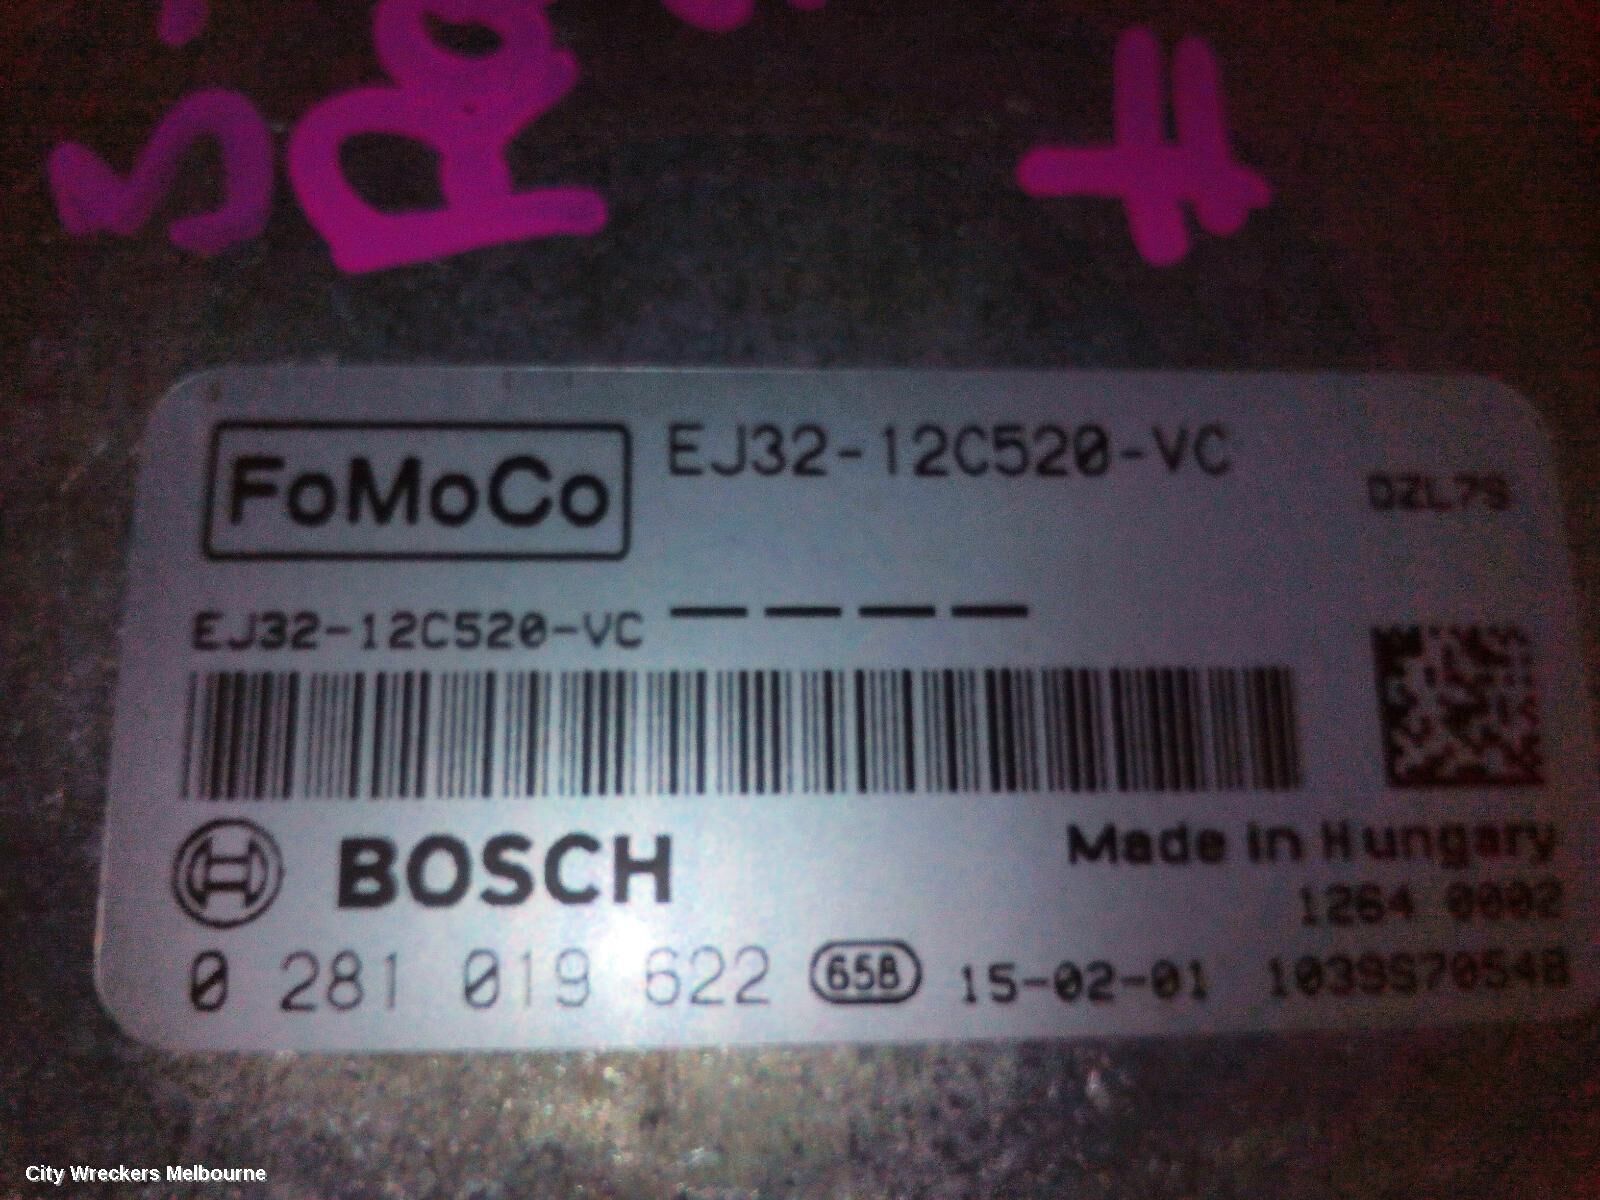 FoMoCo
EJ32-12C520-VC
DZL7S
EJ32-12C520-VC
BOSCH
Made in Hungary
1264 0002
0 281 019 622
658
15-02-01
1039S70548
City Wreckers Melbourne